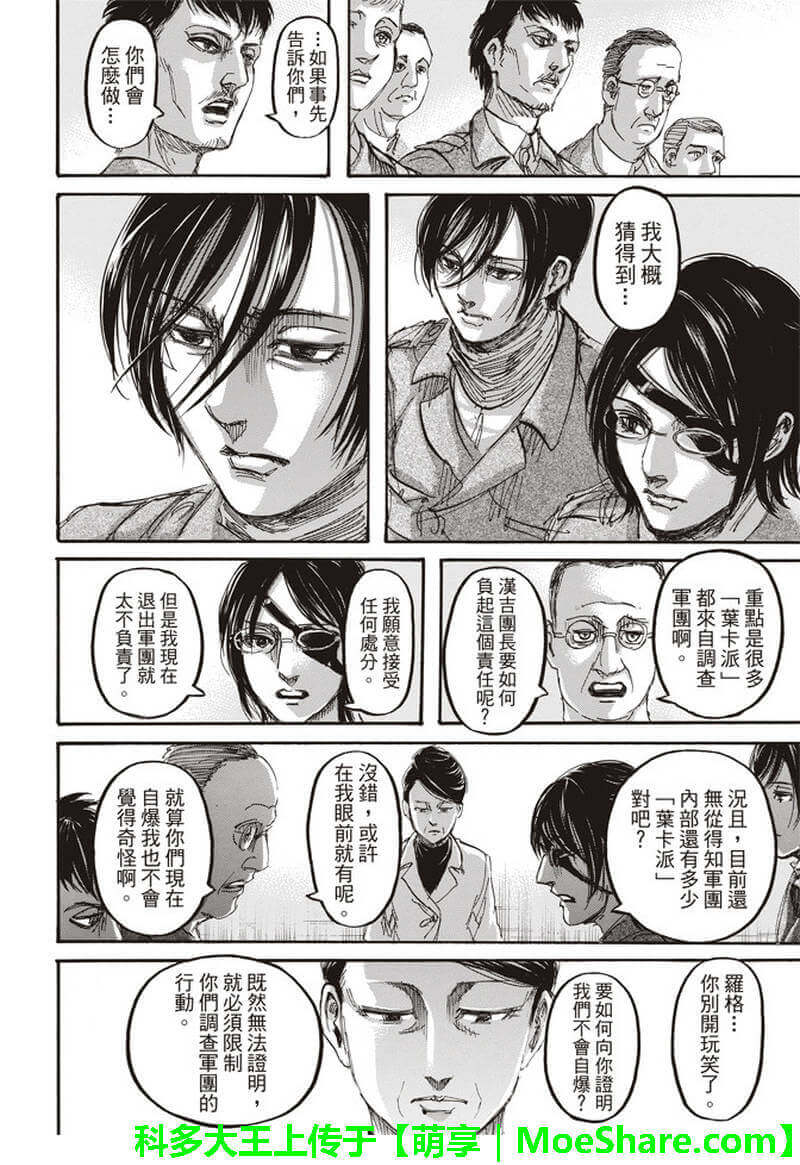 …如果事先
告訴你們，
你們會
怎麼做…
我大概
猜得到…
重點是很多
「葉卡派」
都來自調查
軍團啊。
漢吉團長要如何
負起這個責任呢？
我願意接受
任何處分。
但是我現在
退出軍團就
太不負責了。
況且，目前還
無從得知軍團
內部還有多少
「葉卡派」
對吧？
沒錯，或許
在我眼前就有呢。
就算你們現在
自爆我也不會
覺得奇怪啊。
羅格…
你別開玩笑了。
要如何向你證明
我們不會自爆？
既然無法證明，
就必須限制
你們調查軍團的
行動。
科多大王上传于【萌享】|MoeShare.com】